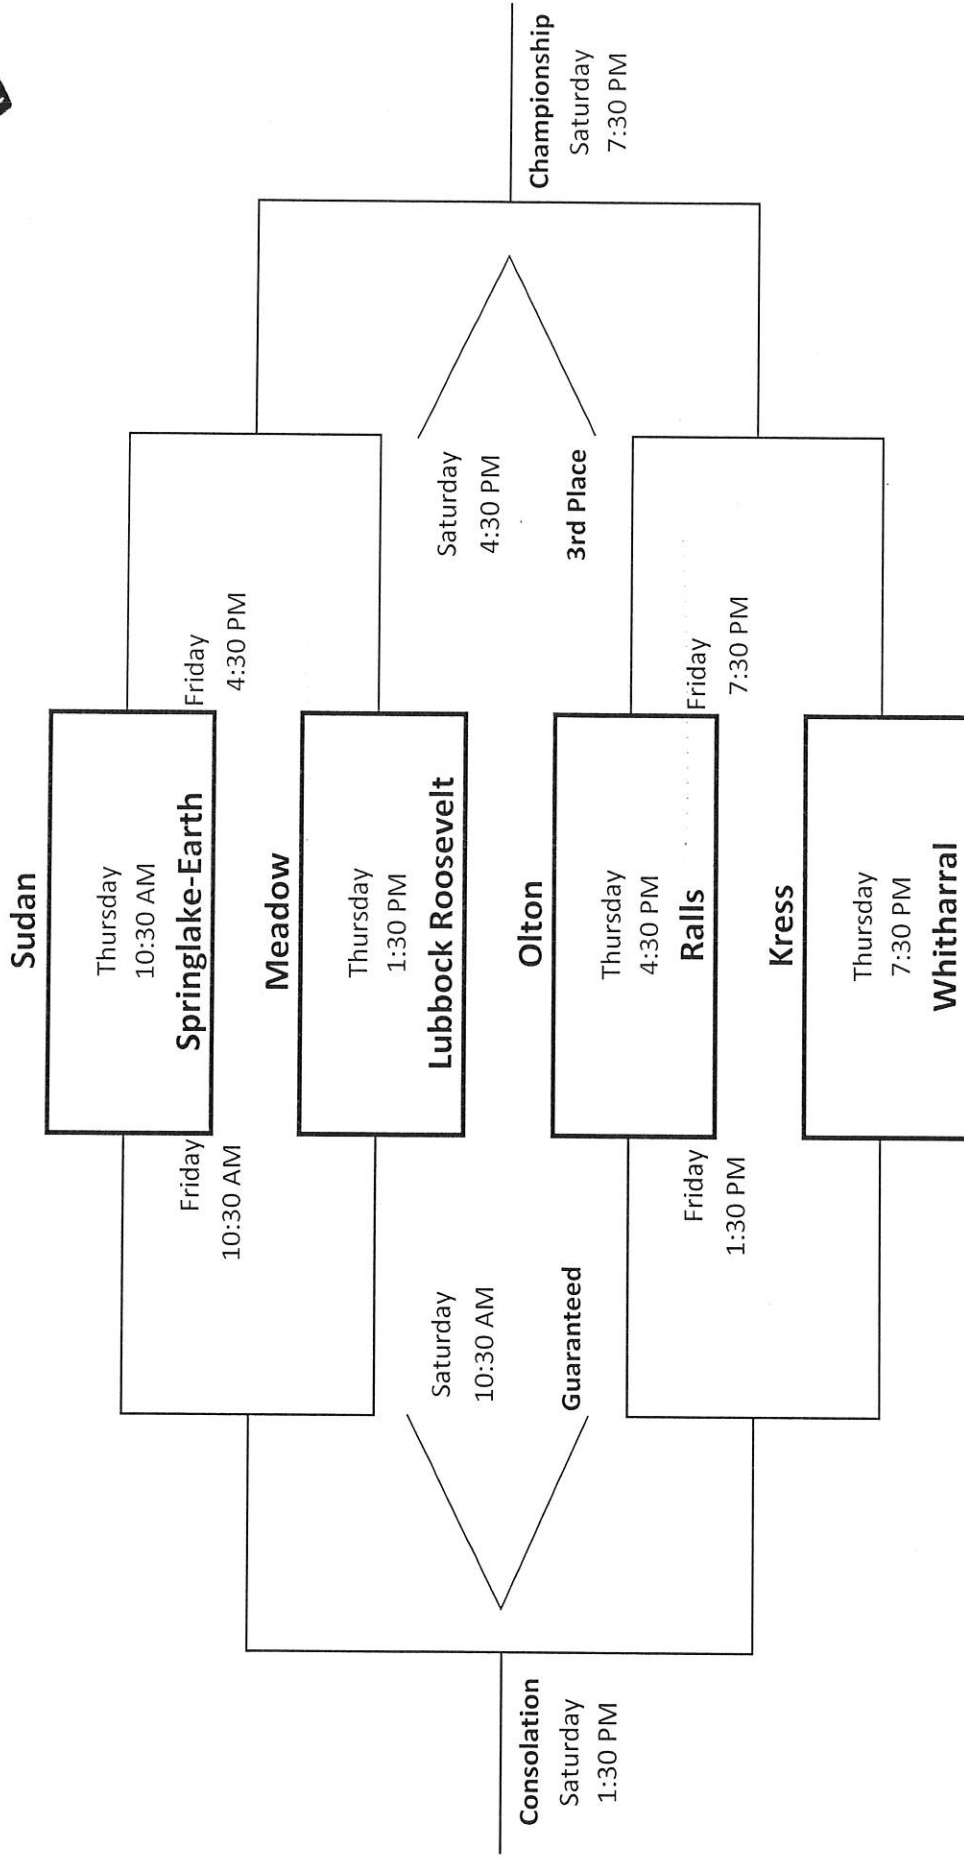 Sudan
Thursday
10:30 AM
Springlake-Earth
Friday
10:30 AM
Friday
4:30 PM
Meadow
Thursday
1:30 PM
Lubbock Roosevelt
Saturday
10:30 AM
Guaranteed
Saturday
4:30 PM
3rd Place
Consolation
Saturday
1:30 PM
Championship
Saturday
7:30 PM
Olton
Thursday
4:30 PM
Ralls
Friday
1:30 PM
Friday
7:30 PM
Kress
Thursday
7:30 PM
Whitharral